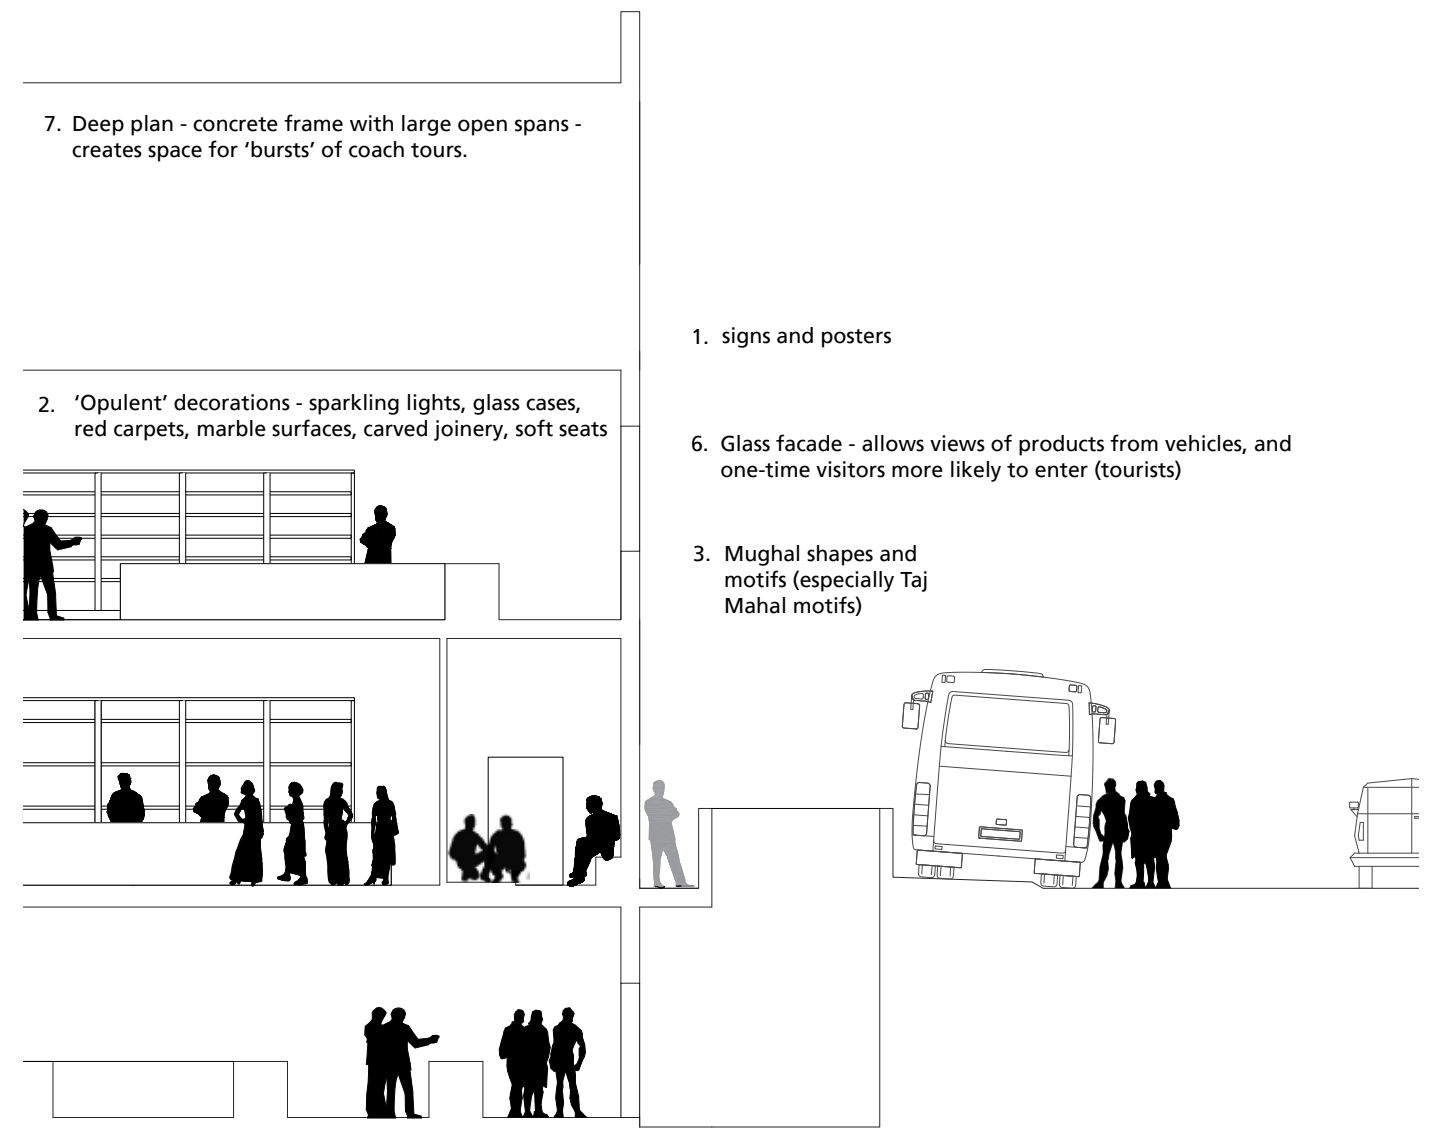 7. Deep plan - concrete frame with large open spans -
creates space for ‘bursts’ of coach tours.
1. signs and posters
2. ‘Opulent’ decorations - sparkling lights, glass cases,
red carpets, marble surfaces, carved joinery, soft seats
6. Glass facade - allows views of products from vehicles, and
one-time visitors more likely to enter (tourists)
3. Mughal shapes and
motifs (especially Taj
Mahal motifs)